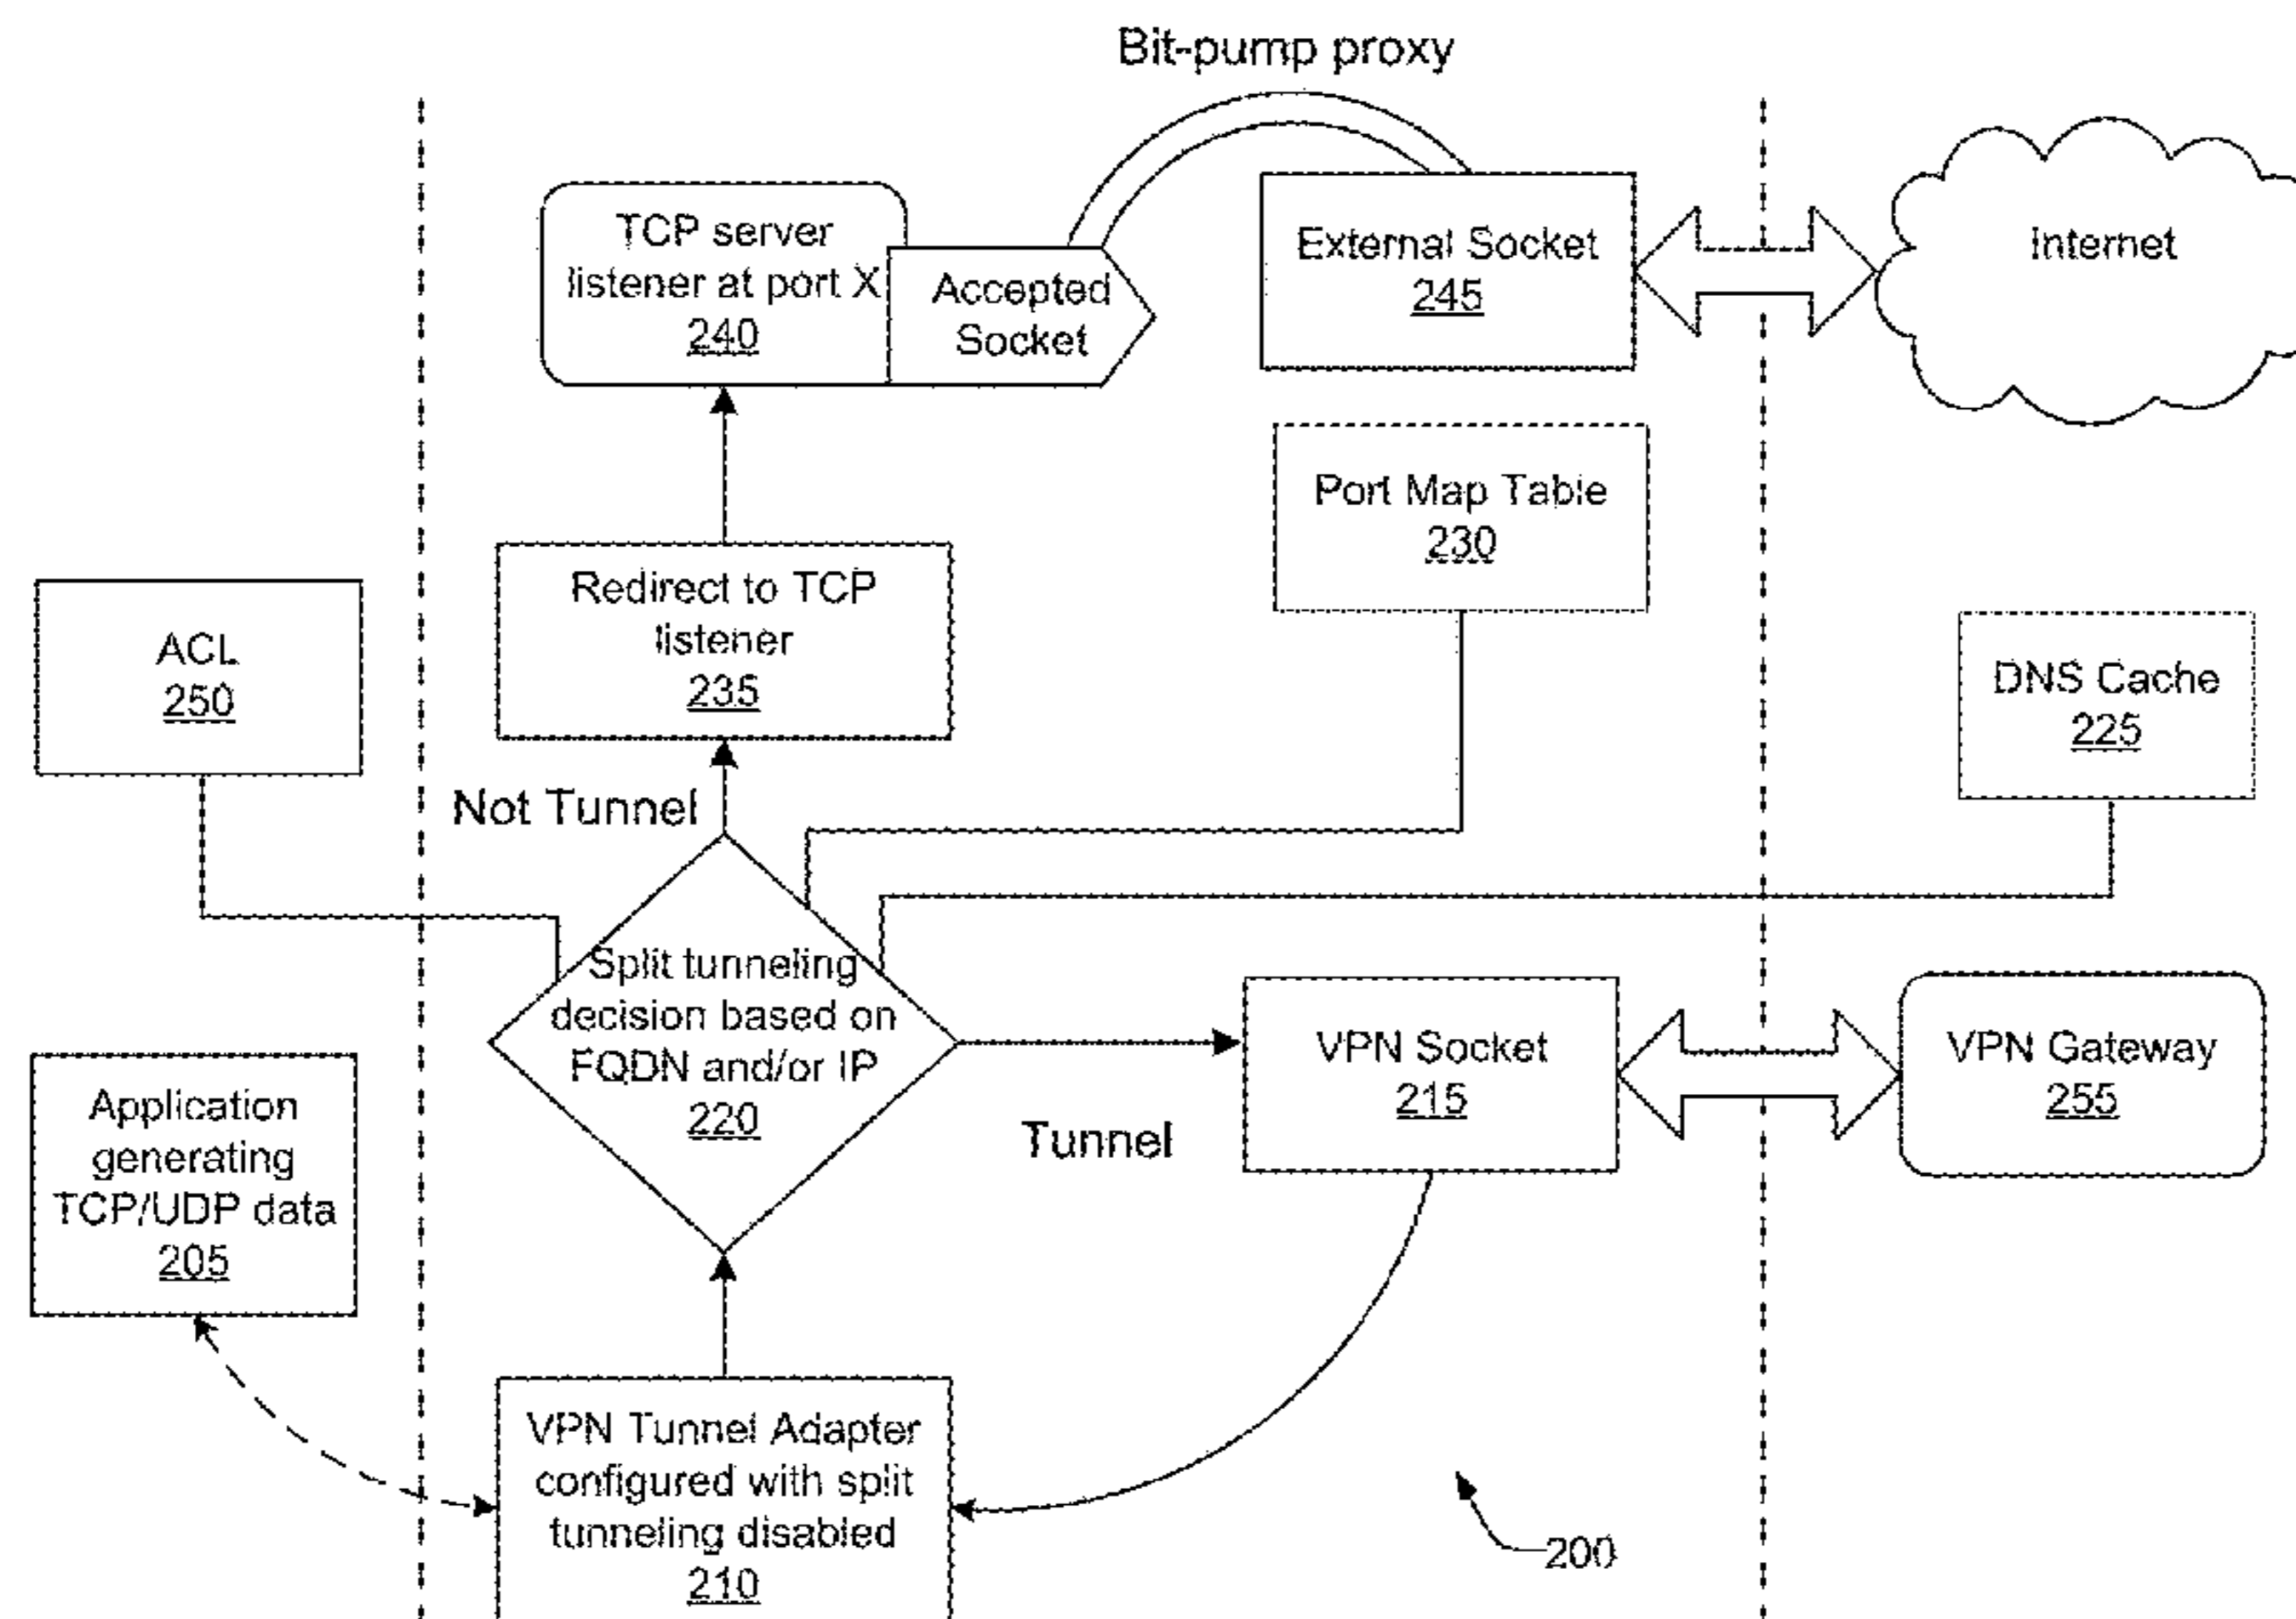 Bit-pump proxy
TCP server
listener at port X
240
Accepted
Socket
External Socket
245
Internet
Port Map Table
230
Redirect to TCP
listener
235
ACL
250
DNS Cache
225
Not Tunnel
Split tunneling
decision based on
FQDN and/or IP
220
Tunnel
VPN Socket
215
VPN Gateway
255
Application
generating
TCP/UDP data
205
VPN Tunnel Adapter
configured with split
tunneling disabled
210
200